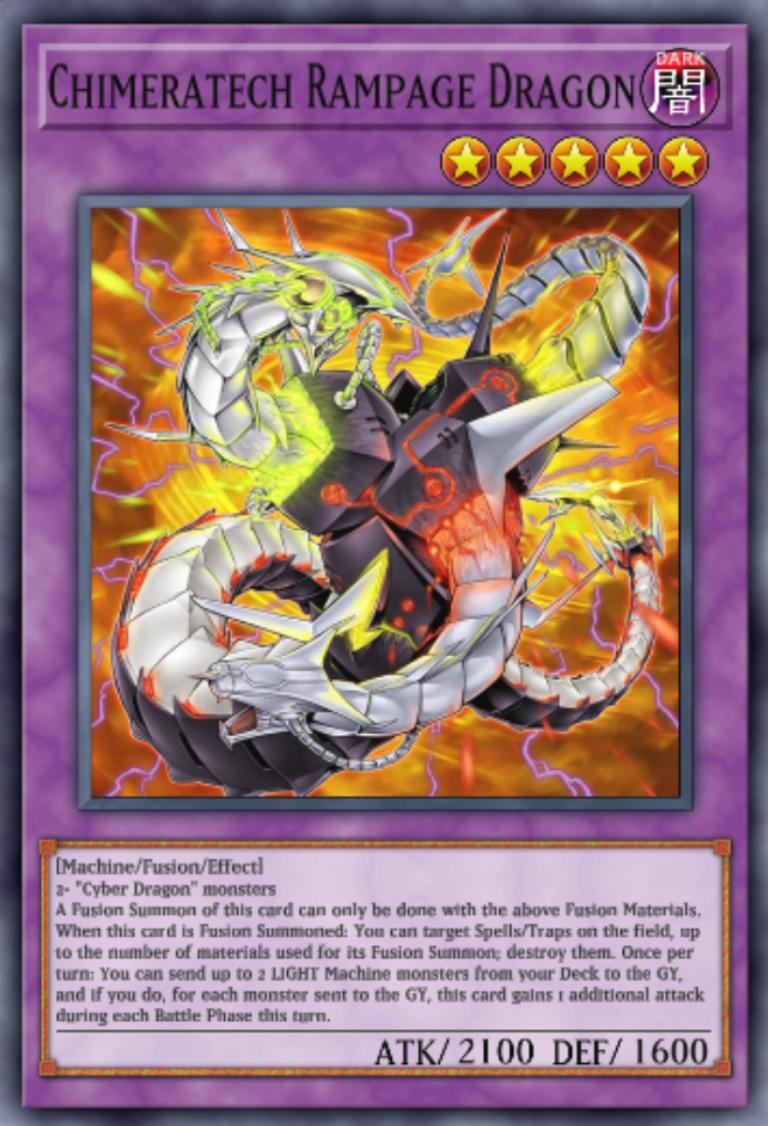 Chimeratech Rampage Dragon
DARK
闇
[Machine/Fusion/Effect]
2+ "Cyber Dragon" monsters
A Fusion Summon of this card can only be done with the above Fusion Materials.
When this card is Fusion Summoned: You can target Spells/Traps on the field, up
to the number of materials used for its Fusion Summon; destroy them. Once per
turn: You can send up to 2 LIGHT Machine monsters from your Deck to the GY,
and if you do, for each monster sent to the GY, this card gains 1 additional attack
during each Battle Phase this turn.
ATK/ 2100 DEF/ 1600